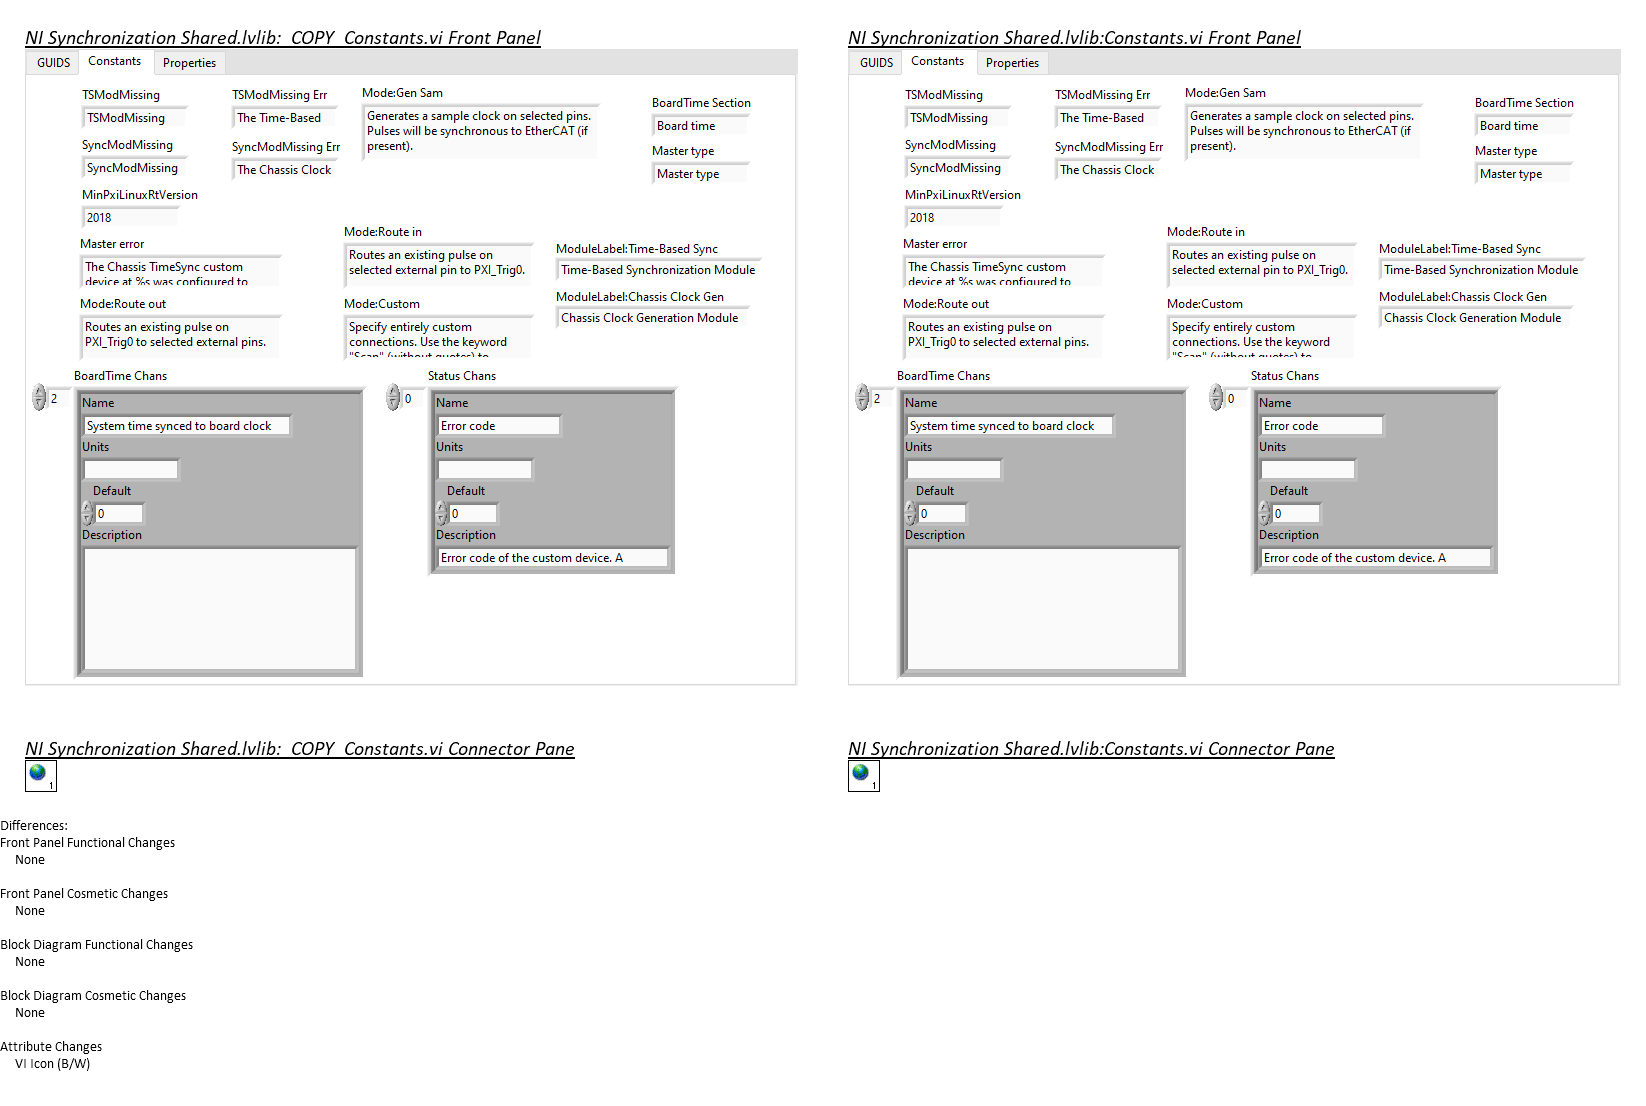 NI Synchronization Shared.lvlib:_COPY_Constants.vi Front Panel
GUIDS Constants Properties
TSModMissing
TSModMissing
TSModMissing Err
The Time-Based
Mode:Gen Sam
Generates a sample clock on selected pins.
Pulses will be synchronous to EtherCAT (if
present).
BoardTime Section
Board time
SyncModMissing
SyncModMissing
SyncModMissing Err
The Chassis Clock
Master type
Master type
MinPxiLinuxRtVersion
2018
Master error
The Chassis TimeSync custom
device at %s was configured to
Mode:Route in
Routes an existing pulse on
selected external pin to PXI_Trig0.
ModuleLabel:Time-Based Sync
Time-Based Synchronization Module
Mode:Route out
Routes an existing pulse on
PXI_Trig0 to selected external pins.
Mode:Custom
Specify entirely custom
connections. Use the keyword
"Scan" (without quotes) to
ModuleLabel:Chassis Clock Gen
Chassis Clock Generation Module
BoardTime Chans
2
Name
System time synced to board clock
Units
Default
0
Description
Status Chans
0
Name
Error code
Units
Default
0
Description
Error code of the custom device. A
NI Synchronization Shared.lvlib:Constants.vi Front Panel
GUIDS Constants Properties
TSModMissing
TSModMissing
TSModMissing Err
The Time-Based
Mode:Gen Sam
Generates a sample clock on selected pins.
Pulses will be synchronous to EtherCAT (if
present).
BoardTime Section
Board time
SyncModMissing
SyncModMissing
SyncModMissing Err
The Chassis Clock
Master type
Master type
MinPxiLinuxRtVersion
2018
Master error
The Chassis TimeSync custom
device at %s was configured to
Mode:Route in
Routes an existing pulse on
selected external pin to PXI_Trig0.
ModuleLabel:Time-Based Sync
Time-Based Synchronization Module
Mode:Route out
Routes an existing pulse on
PXI_Trig0 to selected external pins.
Mode:Custom
Specify entirely custom
connections. Use the keyword
"Scan" (without quotes) to
ModuleLabel:Chassis Clock Gen
Chassis Clock Generation Module
BoardTime Chans
2
Name
System time synced to board clock
Units
Default
0
Description
Status Chans
0
Name
Error code
Units
Default
0
Description
Error code of the custom device. A
NI Synchronization Shared.lvlib:_COPY_Constants.vi Connector Pane
1
NI Synchronization Shared.lvlib:Constants.vi Connector Pane
1
Differences:
Front Panel Functional Changes
None
Front Panel Cosmetic Changes
None
Block Diagram Functional Changes
None
Block Diagram Cosmetic Changes
None
Attribute Changes
VI Icon (B/W)